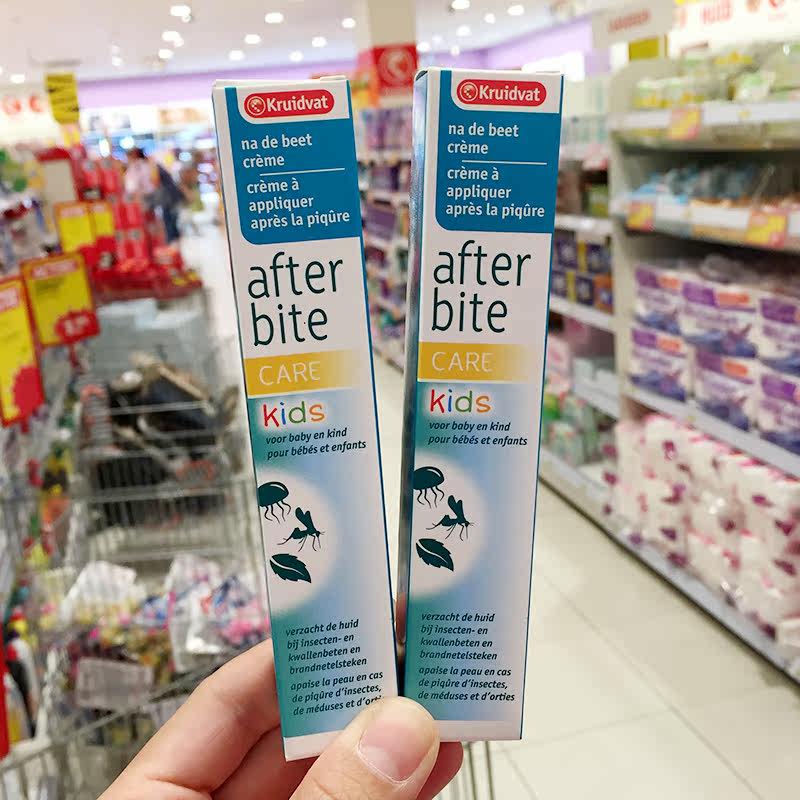 Kruidvat
na de beet
crème
crème à
appliquer
après la piqûre
after
bite
CARE
kids
voor baby en kind
pour bébés et enfants
verzacht de huid
bij insecten- en
kwallenbeten en
brandnetelsteken
apaise la peau en cas
de piqûre d'insectes,
de méduses et d'orties
Kruidvat
na de beet
crème
crème à
appliquer
après la piqûre
after
bite
CARE
kids
voor baby en kind
pour bébés et enfants
verzacht de huid
bij insecten- en
kwallenbeten en
brandnetelsteken
apaise la peau en cas
de piqûre d'insectes,
de méduses et d'orties